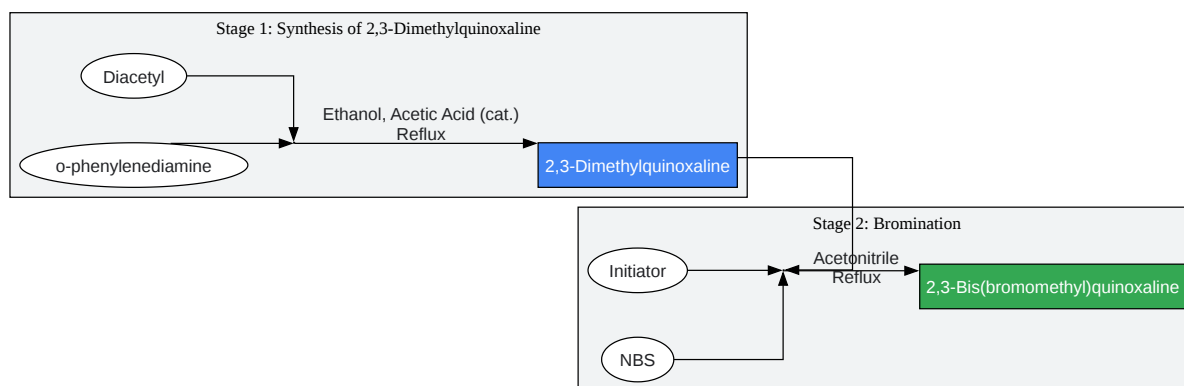 Stage 1: Synthesis of 2,3-Dimethylquinoxaline
Diacetyl
Ethanol, Acetic Acid (cat.)
Reflux
o-phenylenediamine
2,3-Dimethylquinoxaline
Stage 2: Bromination
Initiator
Acetonitrile
Reflux
2,3-Bis(bromomethyl)quinoxaline
NBS